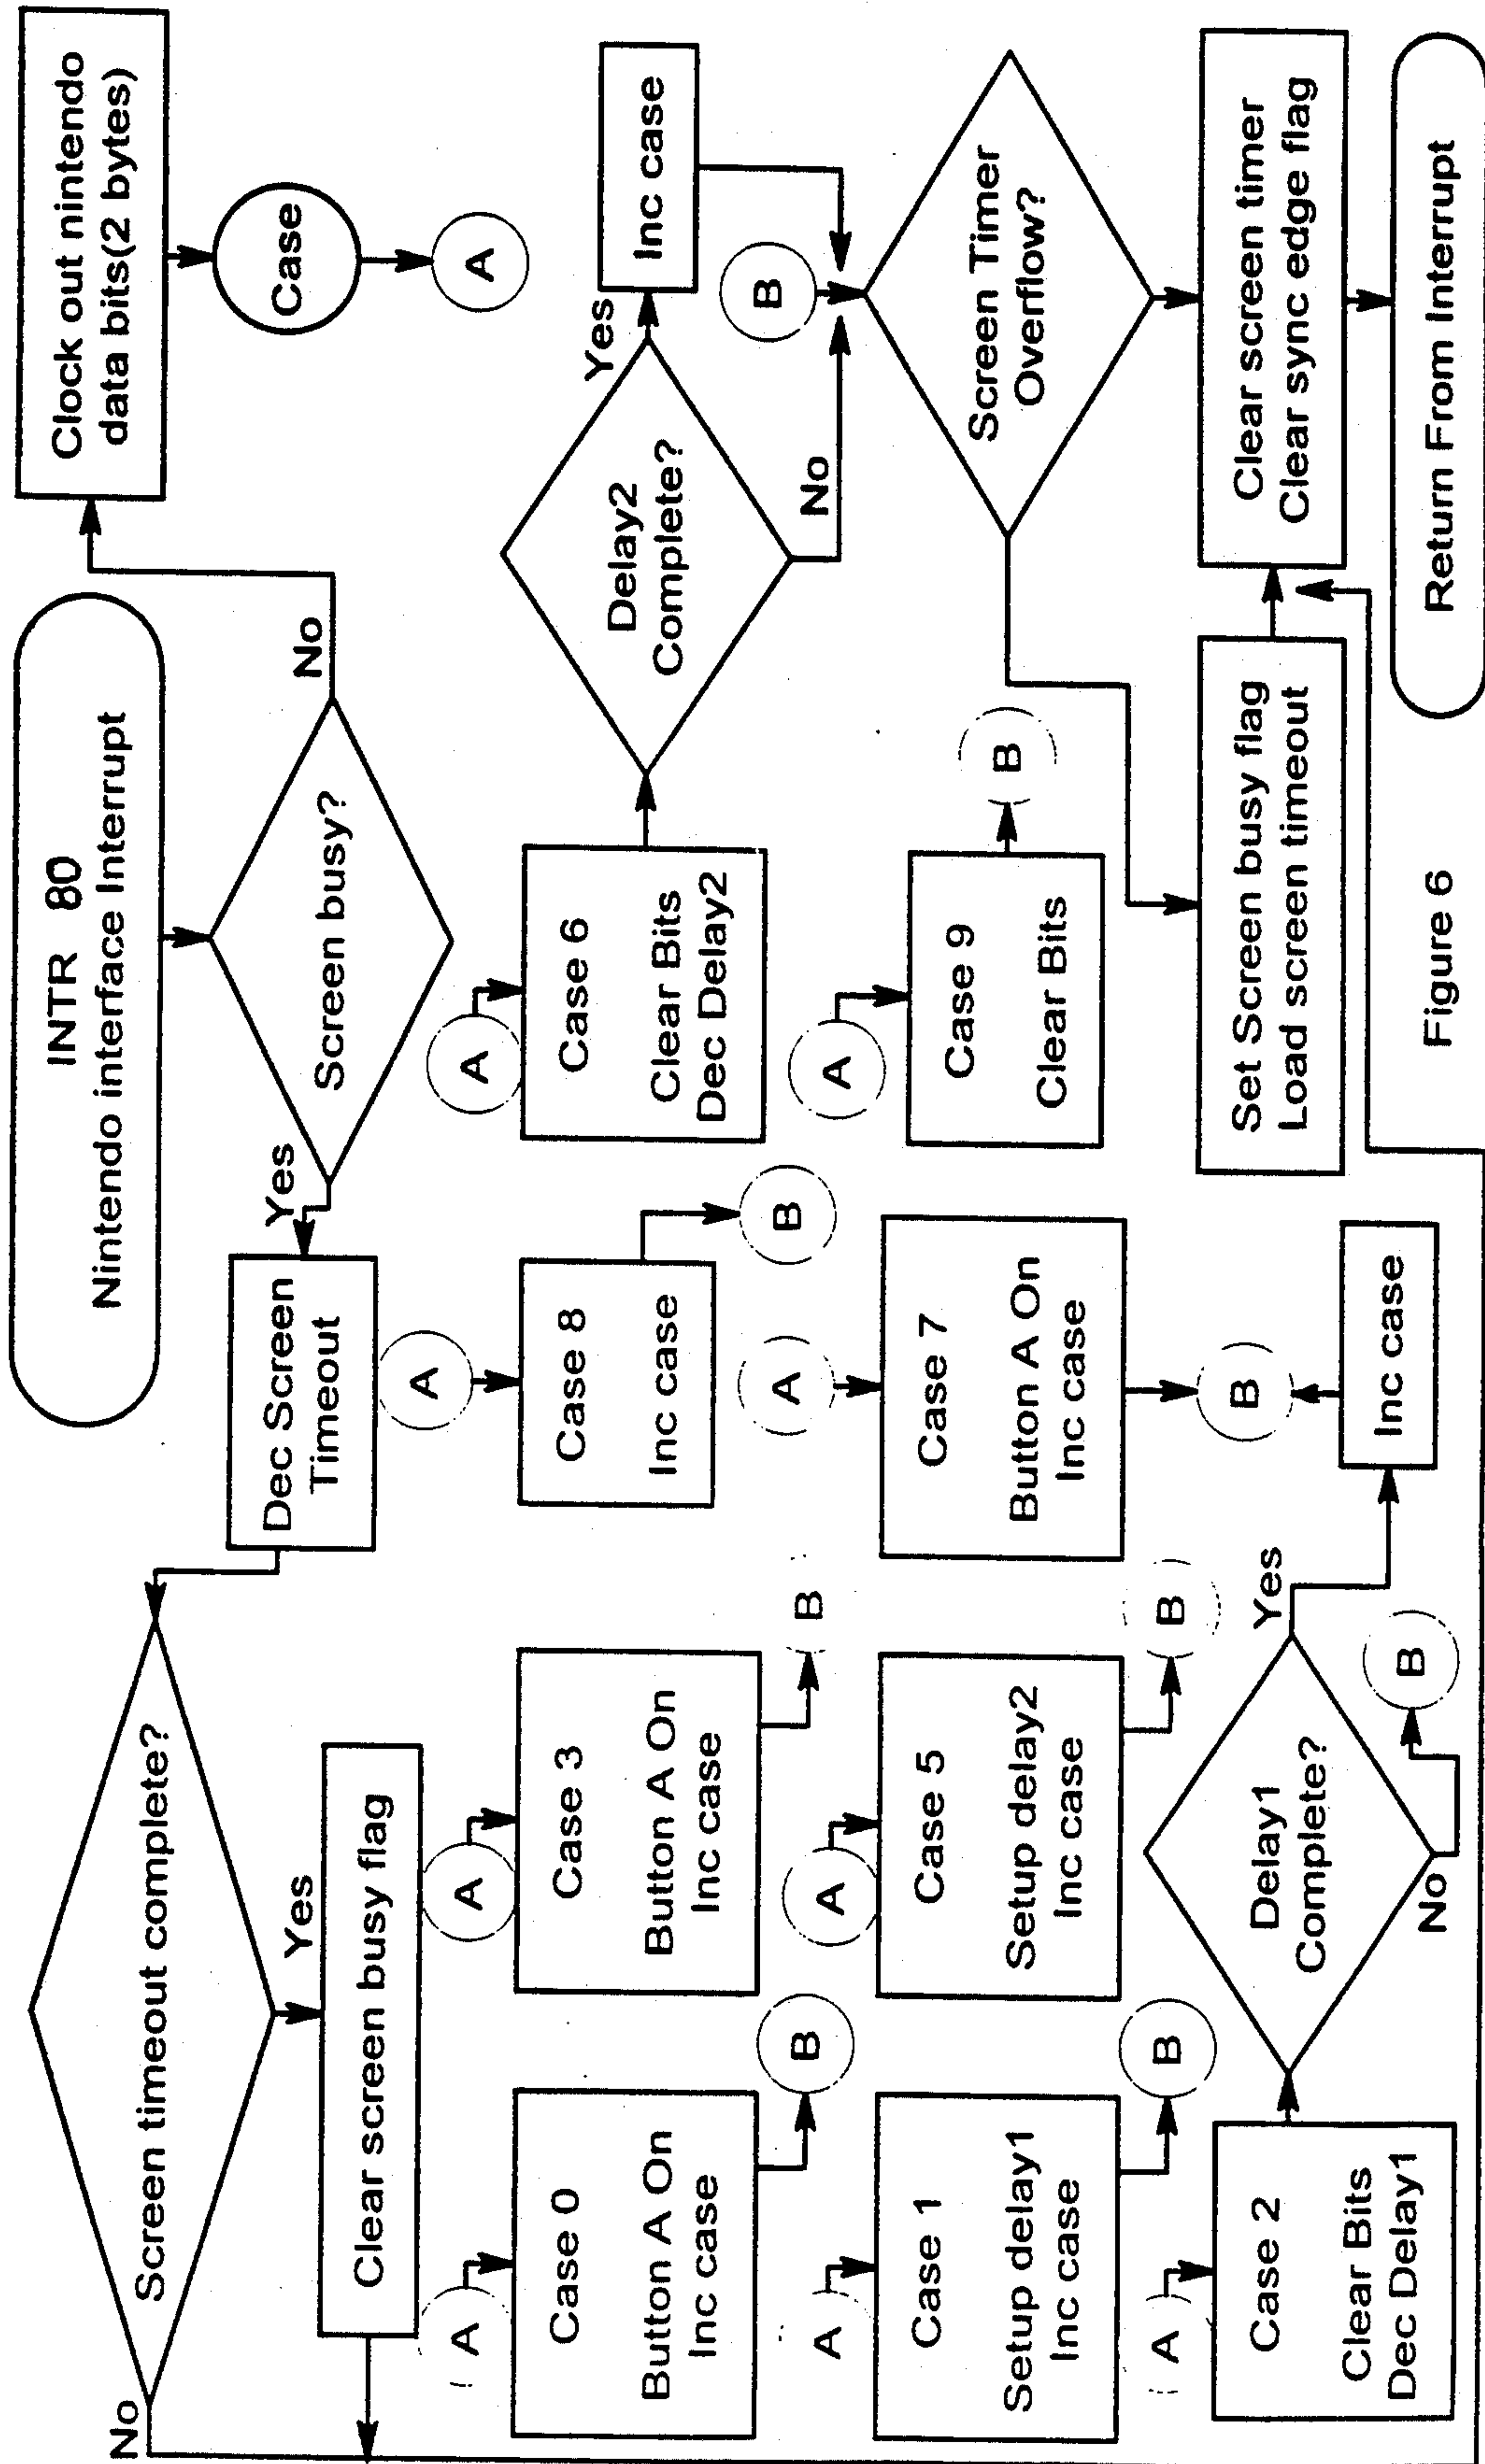 INTR 80
Nintendo interface Interrupt
Screen busy?
Yes
No
Clock out nintendo
data bits(2 bytes)
Case
A
Dec Screen
Timeout
Screen timeout complete?
No
Yes
Clear screen busy flag
A
Case 0
Button A On
Inc case
B
A
Case 3
Button A On
Inc case
B
A
Case 8
Inc case
B
A
Case 6
Clear Bits
Dec Delay2
Delay2
Complete?
Yes
Inc case
No
B
A
Case 1
Setup delay1
Inc case
B
A
Case 5
Setup delay2
Inc case
B
A
Case 7
Button A On
Inc case
B
A
Case 9
Clear Bits
B
Screen Timer
Overflow?
A
Case 2
Clear Bits
Dec Delay1
Delay1
Complete?
Yes
Inc case
No
B
Set Screen busy flag
Load screen timeout
Clear screen timer
Clear sync edge flag
Return From Interrupt
Figure 6